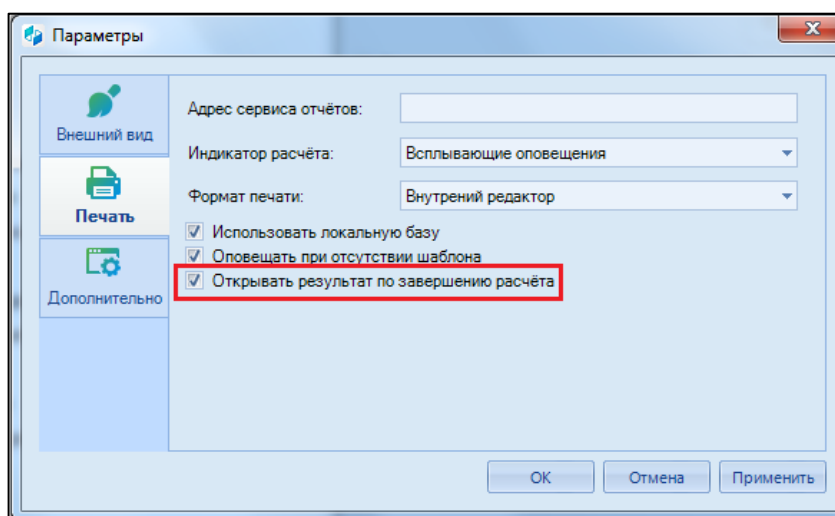 Параметры
Внешний вид
Печать
Дополнительно
Адрес сервиса отчётов:
Индикатор расчёта: Всплывающие оповещения
Формат печати: Внутрений редактор
Использовать локальную базу
Оповещать при отсутствии шаблона
Открывать результат по завершению расчёта
ОК Отмена Применить